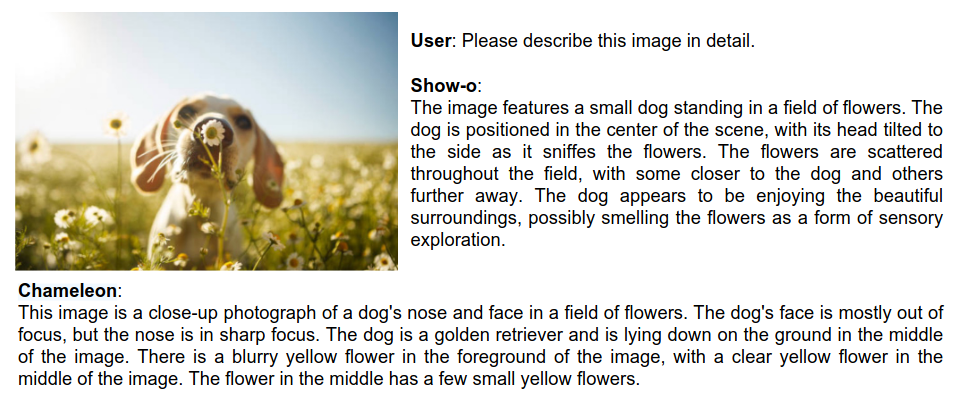 User: Please describe this image in detail.
Show-o:
The image features a small dog standing in a field of flowers. The
dog is positioned in the center of the scene, with its head tilted to
the side as it sniffes the flowers. The flowers are scattered
throughout the field, with some closer to the dog and others
further away. The dog appears to be enjoying the beautiful
surroundings, possibly smelling the flowers as a form of sensory
exploration.
Chameleon:
This image is a close-up photograph of a dog's nose and face in a field of flowers. The dog's face is mostly out of
focus, but the nose is in sharp focus. The dog is a golden retriever and is lying down on the ground in the middle
of the image. There is a blurry yellow flower in the foreground of the image, with a clear yellow flower in the
middle of the image. The flower in the middle has a few small yellow flowers.